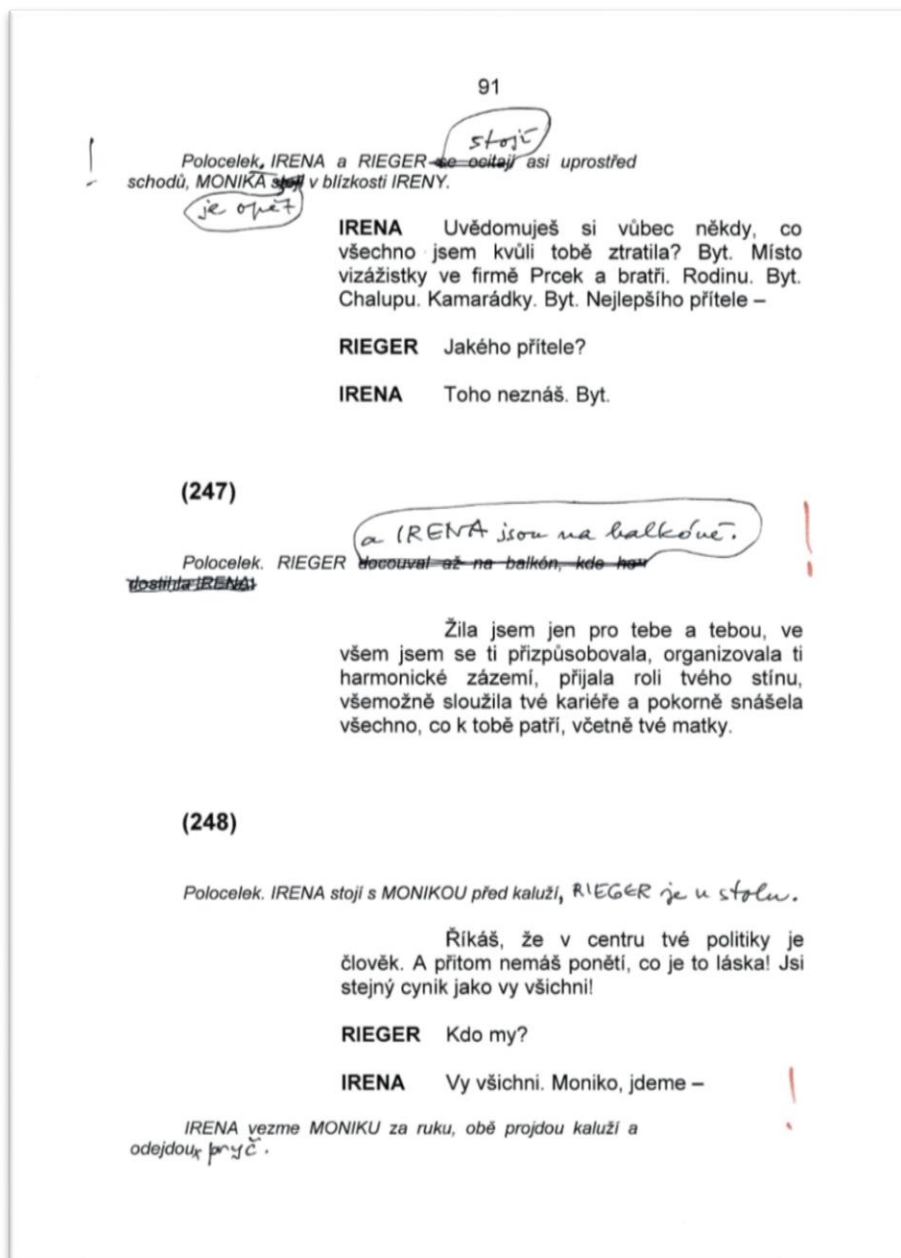 91
!
stojí
Polocelek, IRENA a RIEGER se ocitají asi uprostřed
schodů, MONIKA stojí v blízkosti IRENY.
je opět
IRENA Uvědomuješ si vůbec někdy, co
všechno jsem kvůli tobě ztratila? Byt. Místo
vizážistky ve firmě Prcek a bratři. Rodinu. Byt.
Chalupu. Kamarádky. Byt. Nejlepšího přítele –
RIEGER Jakého přítele?
IRENA Toho neznáš. Byt.
(247)
a IRENA jsou na balkóně. !
Polocelek. RIEGER docouval až na balkón, kde ho
dostihla IRENA.
Žila jsem jen pro tebe a tebou, ve
všem jsem se ti přizpůsobovala, organizovala ti
harmonické zázemí, přijala roli tvého stínu,
všemožně sloužila tvé kariéře a pokorně snášela
všechno, co k tobě patří, včetně tvé matky.
(248)
Polocelek. IRENA stojí s MONIKOU před kaluží, RIEGER je u stolu.
Říkáš, že v centru tvé politiky je
člověk. A přitom nemáš ponětí, co je to láska! Jsi
stejný cynik jako vy všichni!
RIEGER Kdo my?
IRENA Vy všichni. Moniko, jdeme – !
IRENA vezme MONIKU za ruku, obě projdou kaluží a
odejdou pryč.